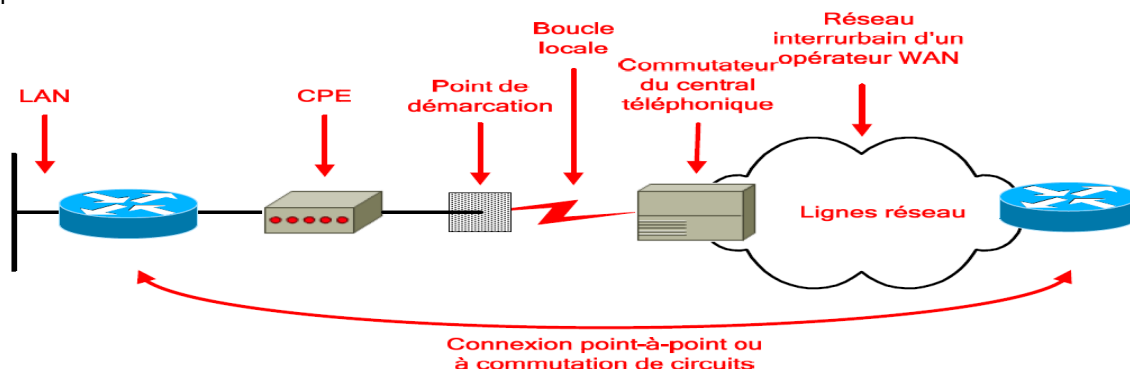 LAN
CPE
Point de
démarcation
Boucle
locale
Commutateur
du central
téléphonique
Réseau
interrurbain d'un
opérateur WAN
Lignes réseau
Connexion point-à-point ou
à commutation de circuits